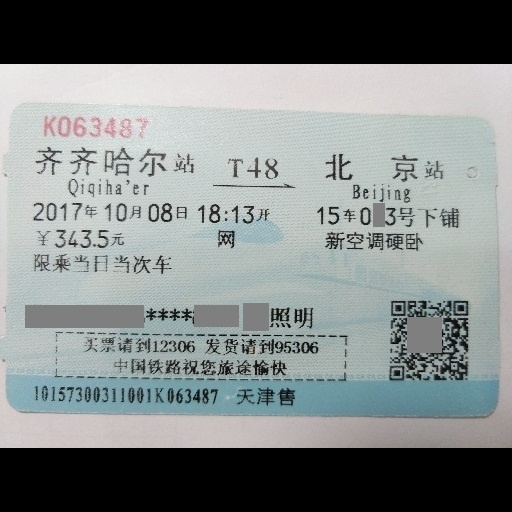 K063487
齐齐哈尔站 T48 北京站
Qiqiha'er Beijing
2017年10月08日 18:13开 15车0 3号下铺
￥343.5元 网 新空调硬卧
限乘当日当次车
**** 照明
买票请到12306 发货请到95306
中国铁路祝您旅途愉快
10157300311001K063487 天津售